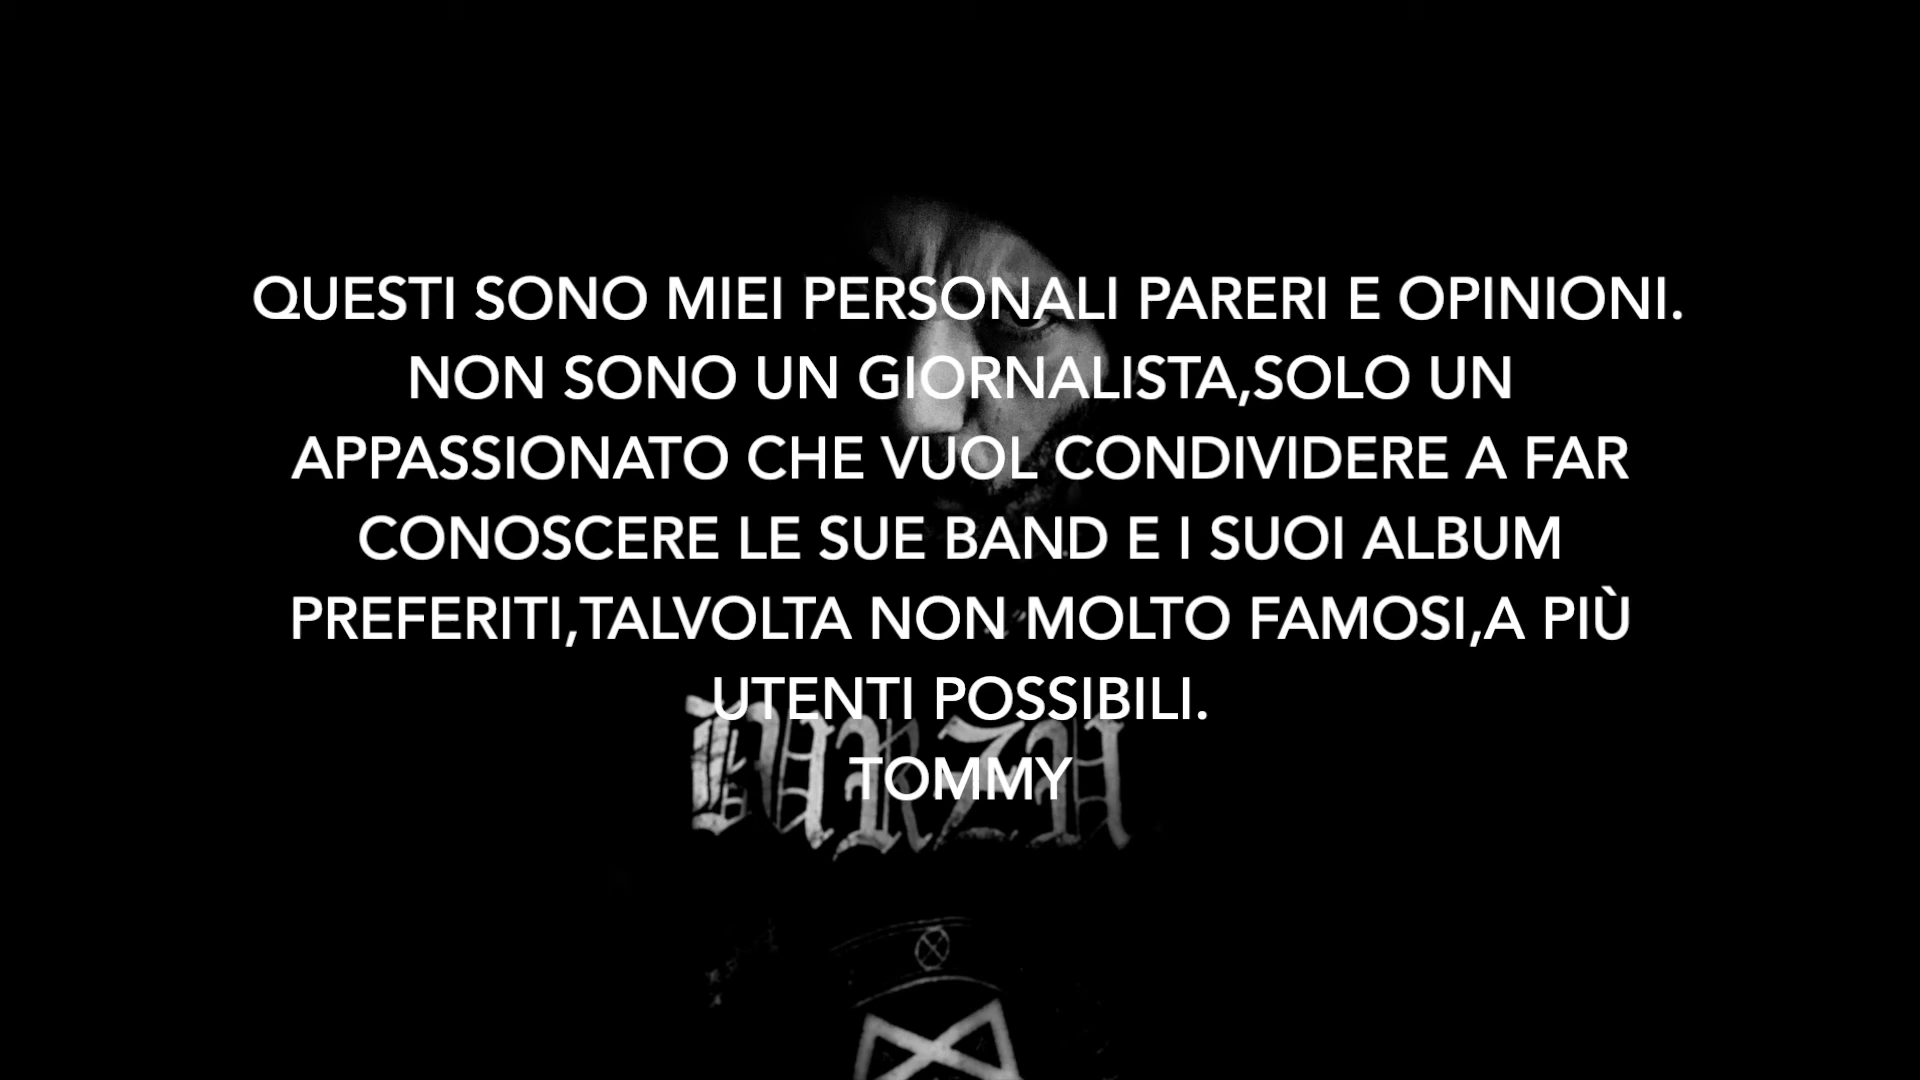 QUESTI SONO MIEI PERSONALI PARERI E OPINIONI.
NON SONO UN GIORNALISTA,SOLO UN
APPASSIONATO CHE VUOL CONDIVIDERE A FAR
CONOSCERE LE SUE BAND E I SUOI ALBUM
PREFERITI,TALVOLTA NON MOLTO FAMOSI,A PIÙ
UTENTI POSSIBILI.
TOMMY